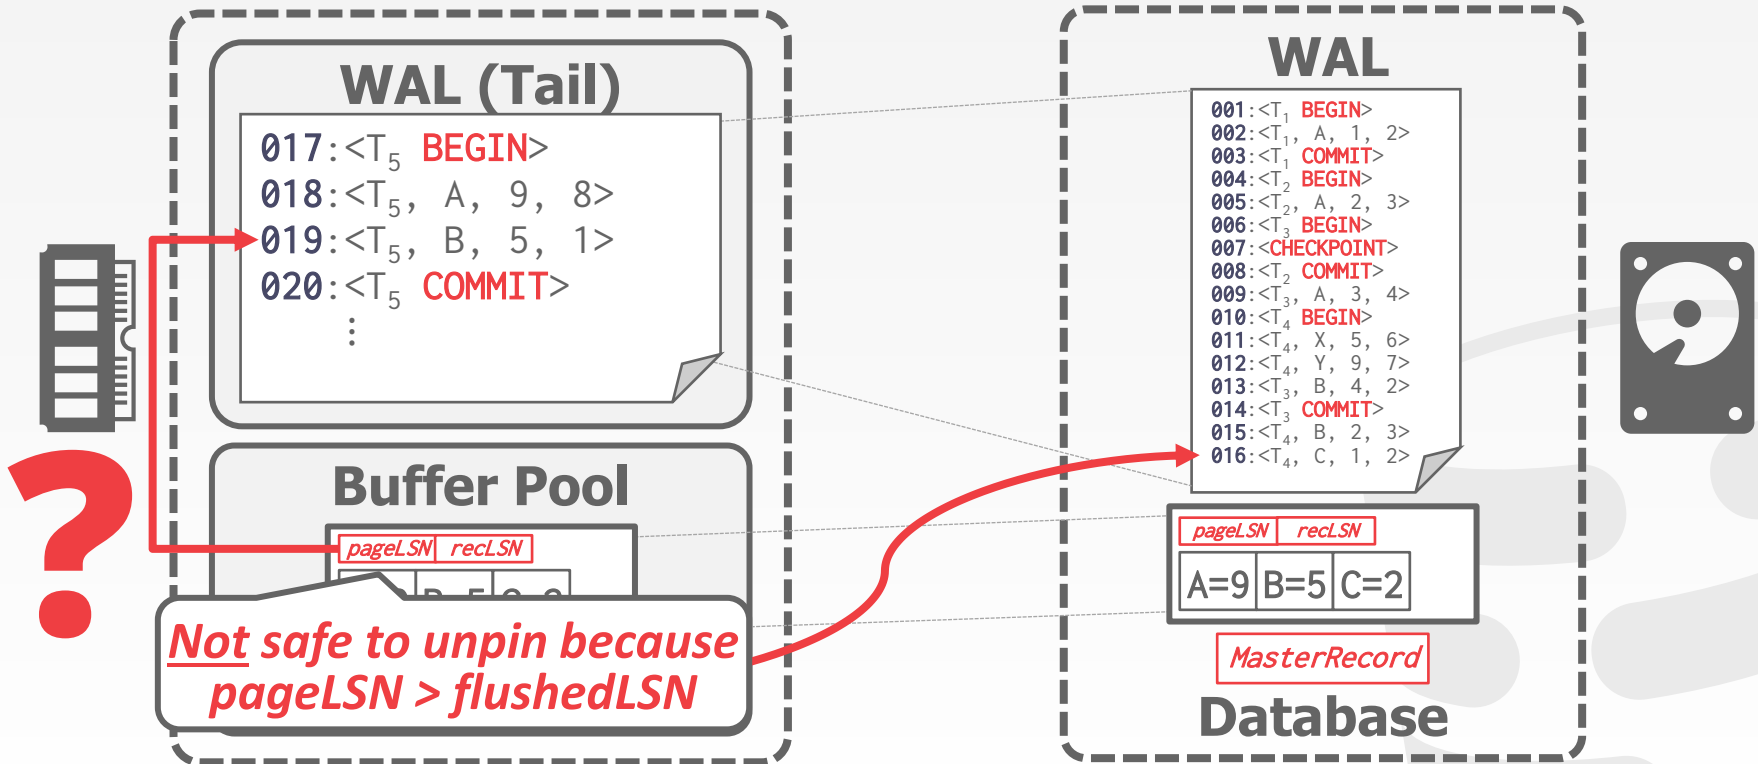 WAL (Tail)
017:<T5 BEGIN>
018:<T5, A, 9, 8>
019:<T5, B, 5, 1>
020:<T5 COMMIT>
⋮
Buffer Pool
pageLSN recLSN
?
Not safe to unpin because
pageLSN > flushedLSN
WAL
001:<T1 BEGIN>
002:<T1, A, 1, 2>
003:<T1 COMMIT>
004:<T2 BEGIN>
005:<T2, A, 2, 3>
006:<T3 BEGIN>
007:<CHECKPOINT>
008:<T2 COMMIT>
009:<T3, A, 3, 4>
010:<T4 BEGIN>
011:<T4, X, 5, 6>
012:<T4, Y, 9, 7>
013:<T3, B, 4, 2>
014:<T3 COMMIT>
015:<T4, B, 2, 3>
016:<T4, C, 1, 2>
pageLSN recLSN
A=9 B=5 C=2
MasterRecord
Database